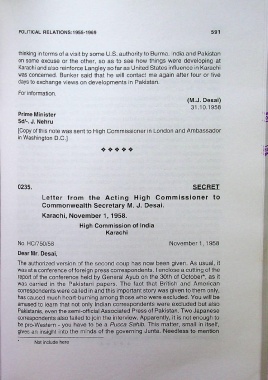 POLITICAL RELATIONS: 1958-1969 591
thinking in terms of a visit by some U.S. authority to Burma, India and Pakistan
on some excuse or the other, so as to see how things were developing at
Karachi and also reinforce Langley so far as United States influence in Karachi
was concerned. Bunker said that he will contact me again after four or five
days to exchange views on developments in Pakistan.
For information.
(M.J. Desai)
31.10.1958
Prime Minister
Sd/- J. Nehru
[Copy of this note was sent to High Commissioner in London and Ambassador
in Washington D.C.]
✤ ✤ ✤ ✤ ✤
0235. SECRET
Letter from the Acting High Commissioner to
Commonwealth Secretary M. J. Desai.
Karachi, November 1, 1958.
High Commission of India
Karachi
No. HC/750/58 November 1, 1958
Dear Mr. Desai,
The authorized version of the second coup has now been given. As usual, it
was at a conference of foreign press correspondents. I enclose a cutting of the
report of the conference held by General Ayub on the 30th of October*, as it
was carried in the Pakistani papers. The fact that British and American
correspondents were called in and this important story was given to them only,
has caused much heart-burning among those who were excluded. You will be
amused to learn that not only Indian correspondents were excluded but also
Pakistanis, even the semi-official Associated Press of Pakistan. Two Japanese
correspondents also failed to join the interview. Apparently, it is not enough to
be pro-Western - you have to be a Pucca Sahib. This matter, small in itself,
gives an insight into the minds of the governing Junta. Needless to mention
* Not include here